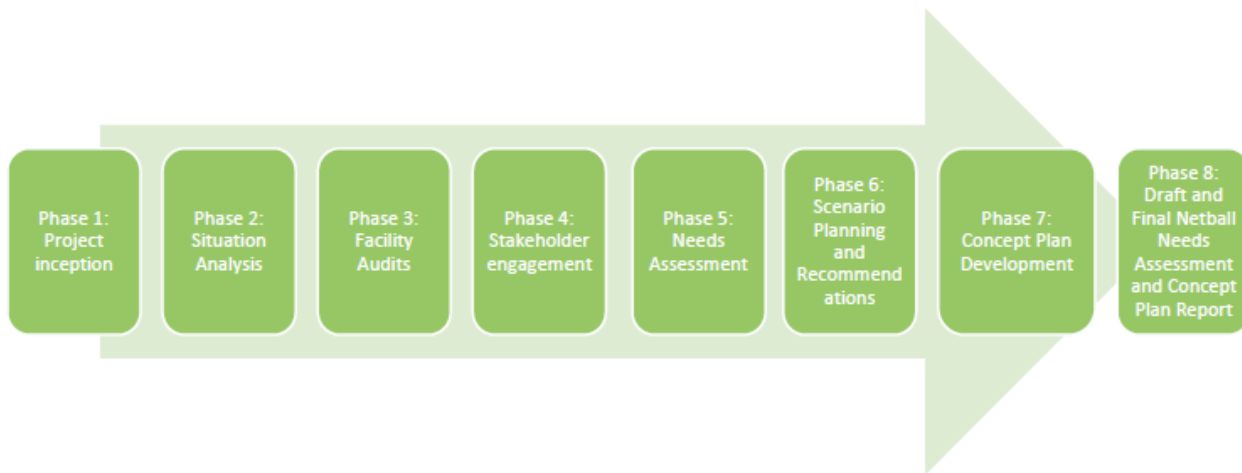 Phase 1:
Project
inception
Phase 2:
Situation
Analysis
Phase 3:
Facility
Audits
Phase 4:
Stakeholder
engagement
Phase 5:
Needs
Assessment
Phase 6:
Scenario
Planning
and
Recommend
ations
Phase 7:
Concept Plan
Development
Phase 8:
Draft and
Final Netball
Needs
Assessment
and Concept
Plan Report